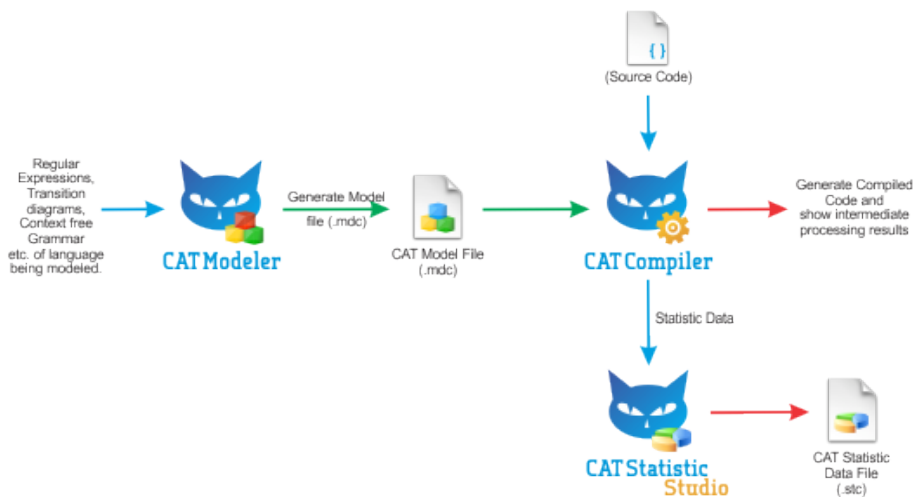 { }
(Source Code)
Regular
Expressions,
Transition
diagrams,
Context free
Grammar
etc. of language
being modeled.
CAT Modeler
Generate Model
file (.mdc)
CAT Model File
(.mdc)
CAT Compiler
Generate Compiled
Code and
show intermediate
processing results
Statistic Data
CAT Statistic
Studio
CAT Statistic
Data File
(.stc)